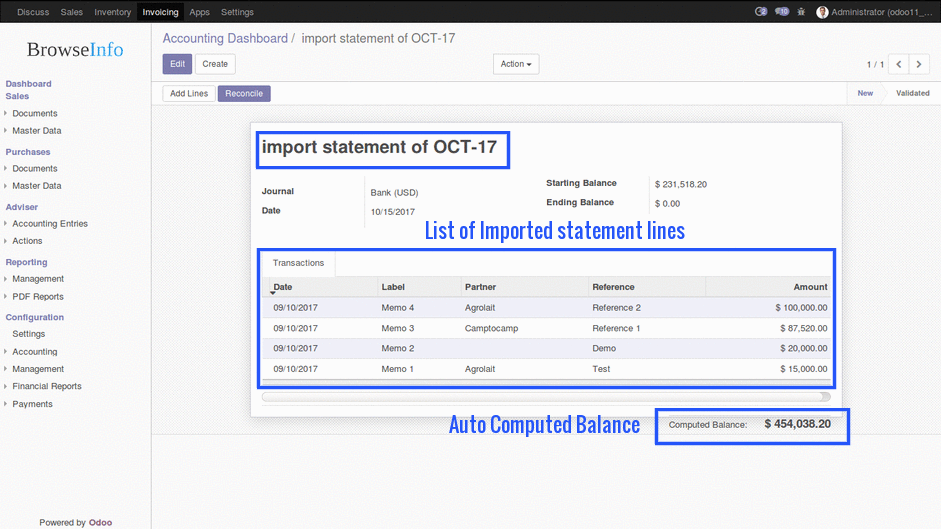 Discuss Sales Inventory Invoicing Apps Settings
2 10 Administrator (odoo11_...
BrowseInfo
Accounting Dashboard / import statement of OCT-17
Edit Create Action 1 / 1
Add Lines Reconcile New Validated
Dashboard
Sales
Documents
Master Data
Purchases
Documents
Master Data
Adviser
Accounting Entries
Actions
Reporting
Management
PDF Reports
Configuration
Settings
Accounting
Management
Financial Reports
Payments
Powered by Odoo
import statement of OCT-17
Journal Bank (USD)
Date 10/15/2017
Starting Balance $ 231,518.20
Ending Balance $ 0.00
List of Imported statement lines
Transactions
Date Label Partner Reference Amount
09/10/2017 Memo 4 Agrolait Reference 2 $ 100,000.00
09/10/2017 Memo 3 Camptocamp Reference 1 $ 87,520.00
09/10/2017 Memo 2 Demo $ 20,000.00
09/10/2017 Memo 1 Agrolait Test $ 15,000.00
Auto Computed Balance
Computed Balance: $ 454,038.20